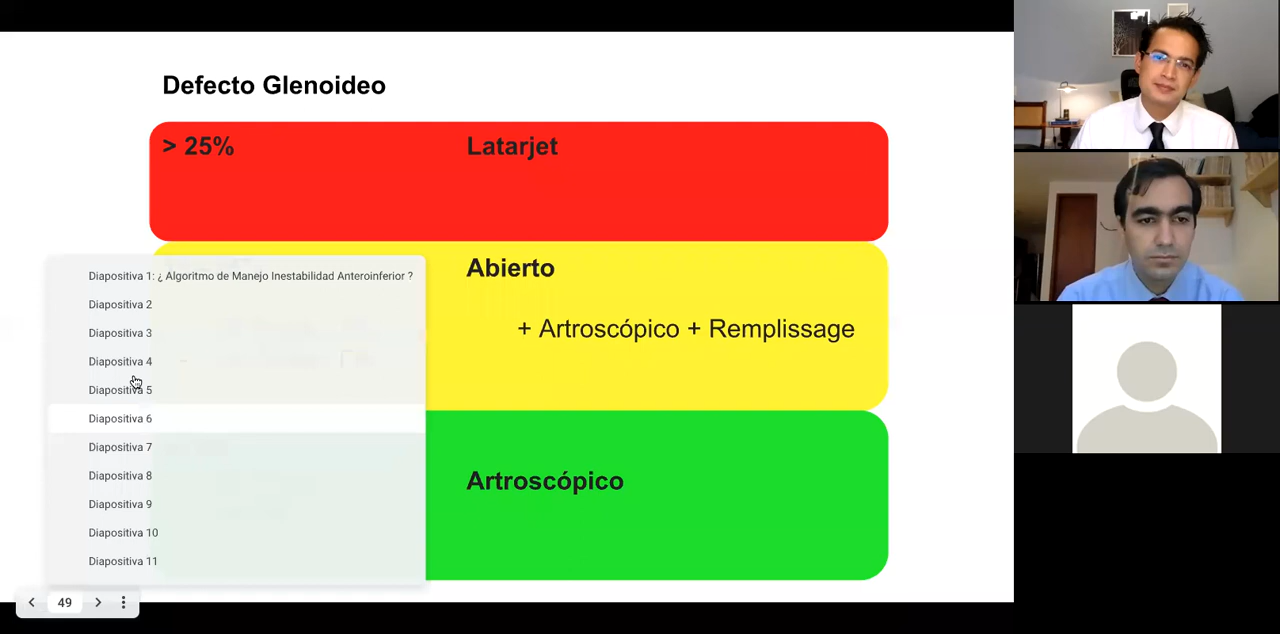 Defecto Glenoideo
> 25% Latarjet
Abierto
+ Artroscópico + Remplissage
Artroscópico
Diapositiva 1: ¿ Algoritmo de Manejo Inestabilidad Anteroinferior ?
Diapositiva 2
Diapositiva 3
Diapositiva 4
Diapositiva 5
Diapositiva 6
Diapositiva 7
Diapositiva 8
Diapositiva 9
Diapositiva 10
Diapositiva 11
49